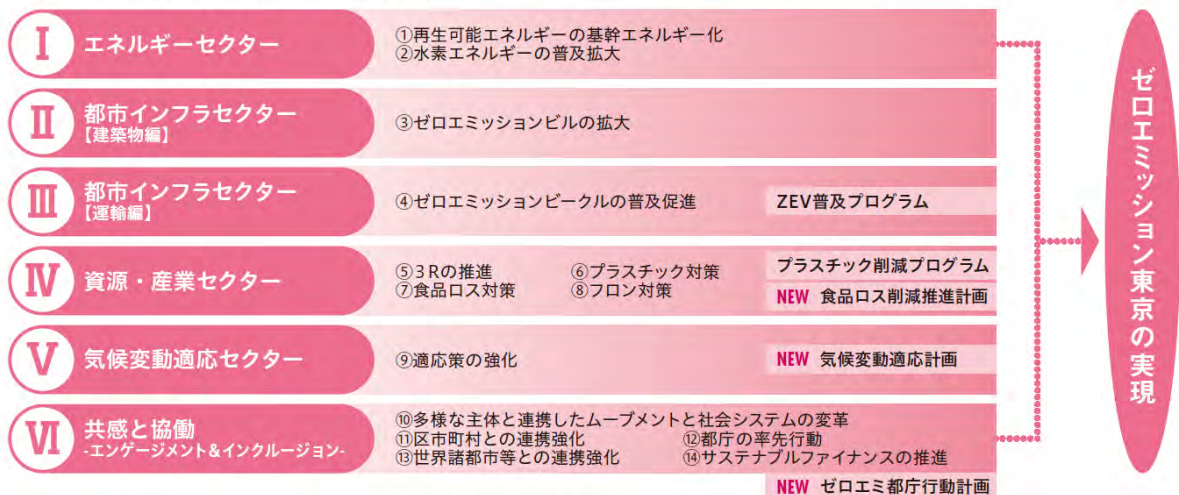 I エネルギーセクター
①再生可能エネルギーの基幹エネルギー化
②水素エネルギーの普及拡大
II 都市インフラセクター
【建築物編】
③ゼロエミッションビルの拡大
III 都市インフラセクター
【運輸編】
④ゼロエミッションビークルの普及促進
ZEV普及プログラム
IV 資源・産業セクター
⑤3Rの推進 ⑥プラスチック対策
⑦食品ロス対策 ⑧フロン対策
プラスチック削減プログラム
NEW 食品ロス削減推進計画
V 気候変動適応セクター
⑨適応策の強化
NEW 気候変動適応計画
VI 共感と協働
-エンゲージメント&インクルージョン-
⑩多様な主体と連携したムーブメントと社会システムの変革
⑪区市町村との連携強化 ⑫都庁の率先行動
⑬世界諸都市等との連携強化 ⑭サステナブルファイナンスの推進
NEW ゼロエミ都庁行動計画
ゼロエミッション東京の実現